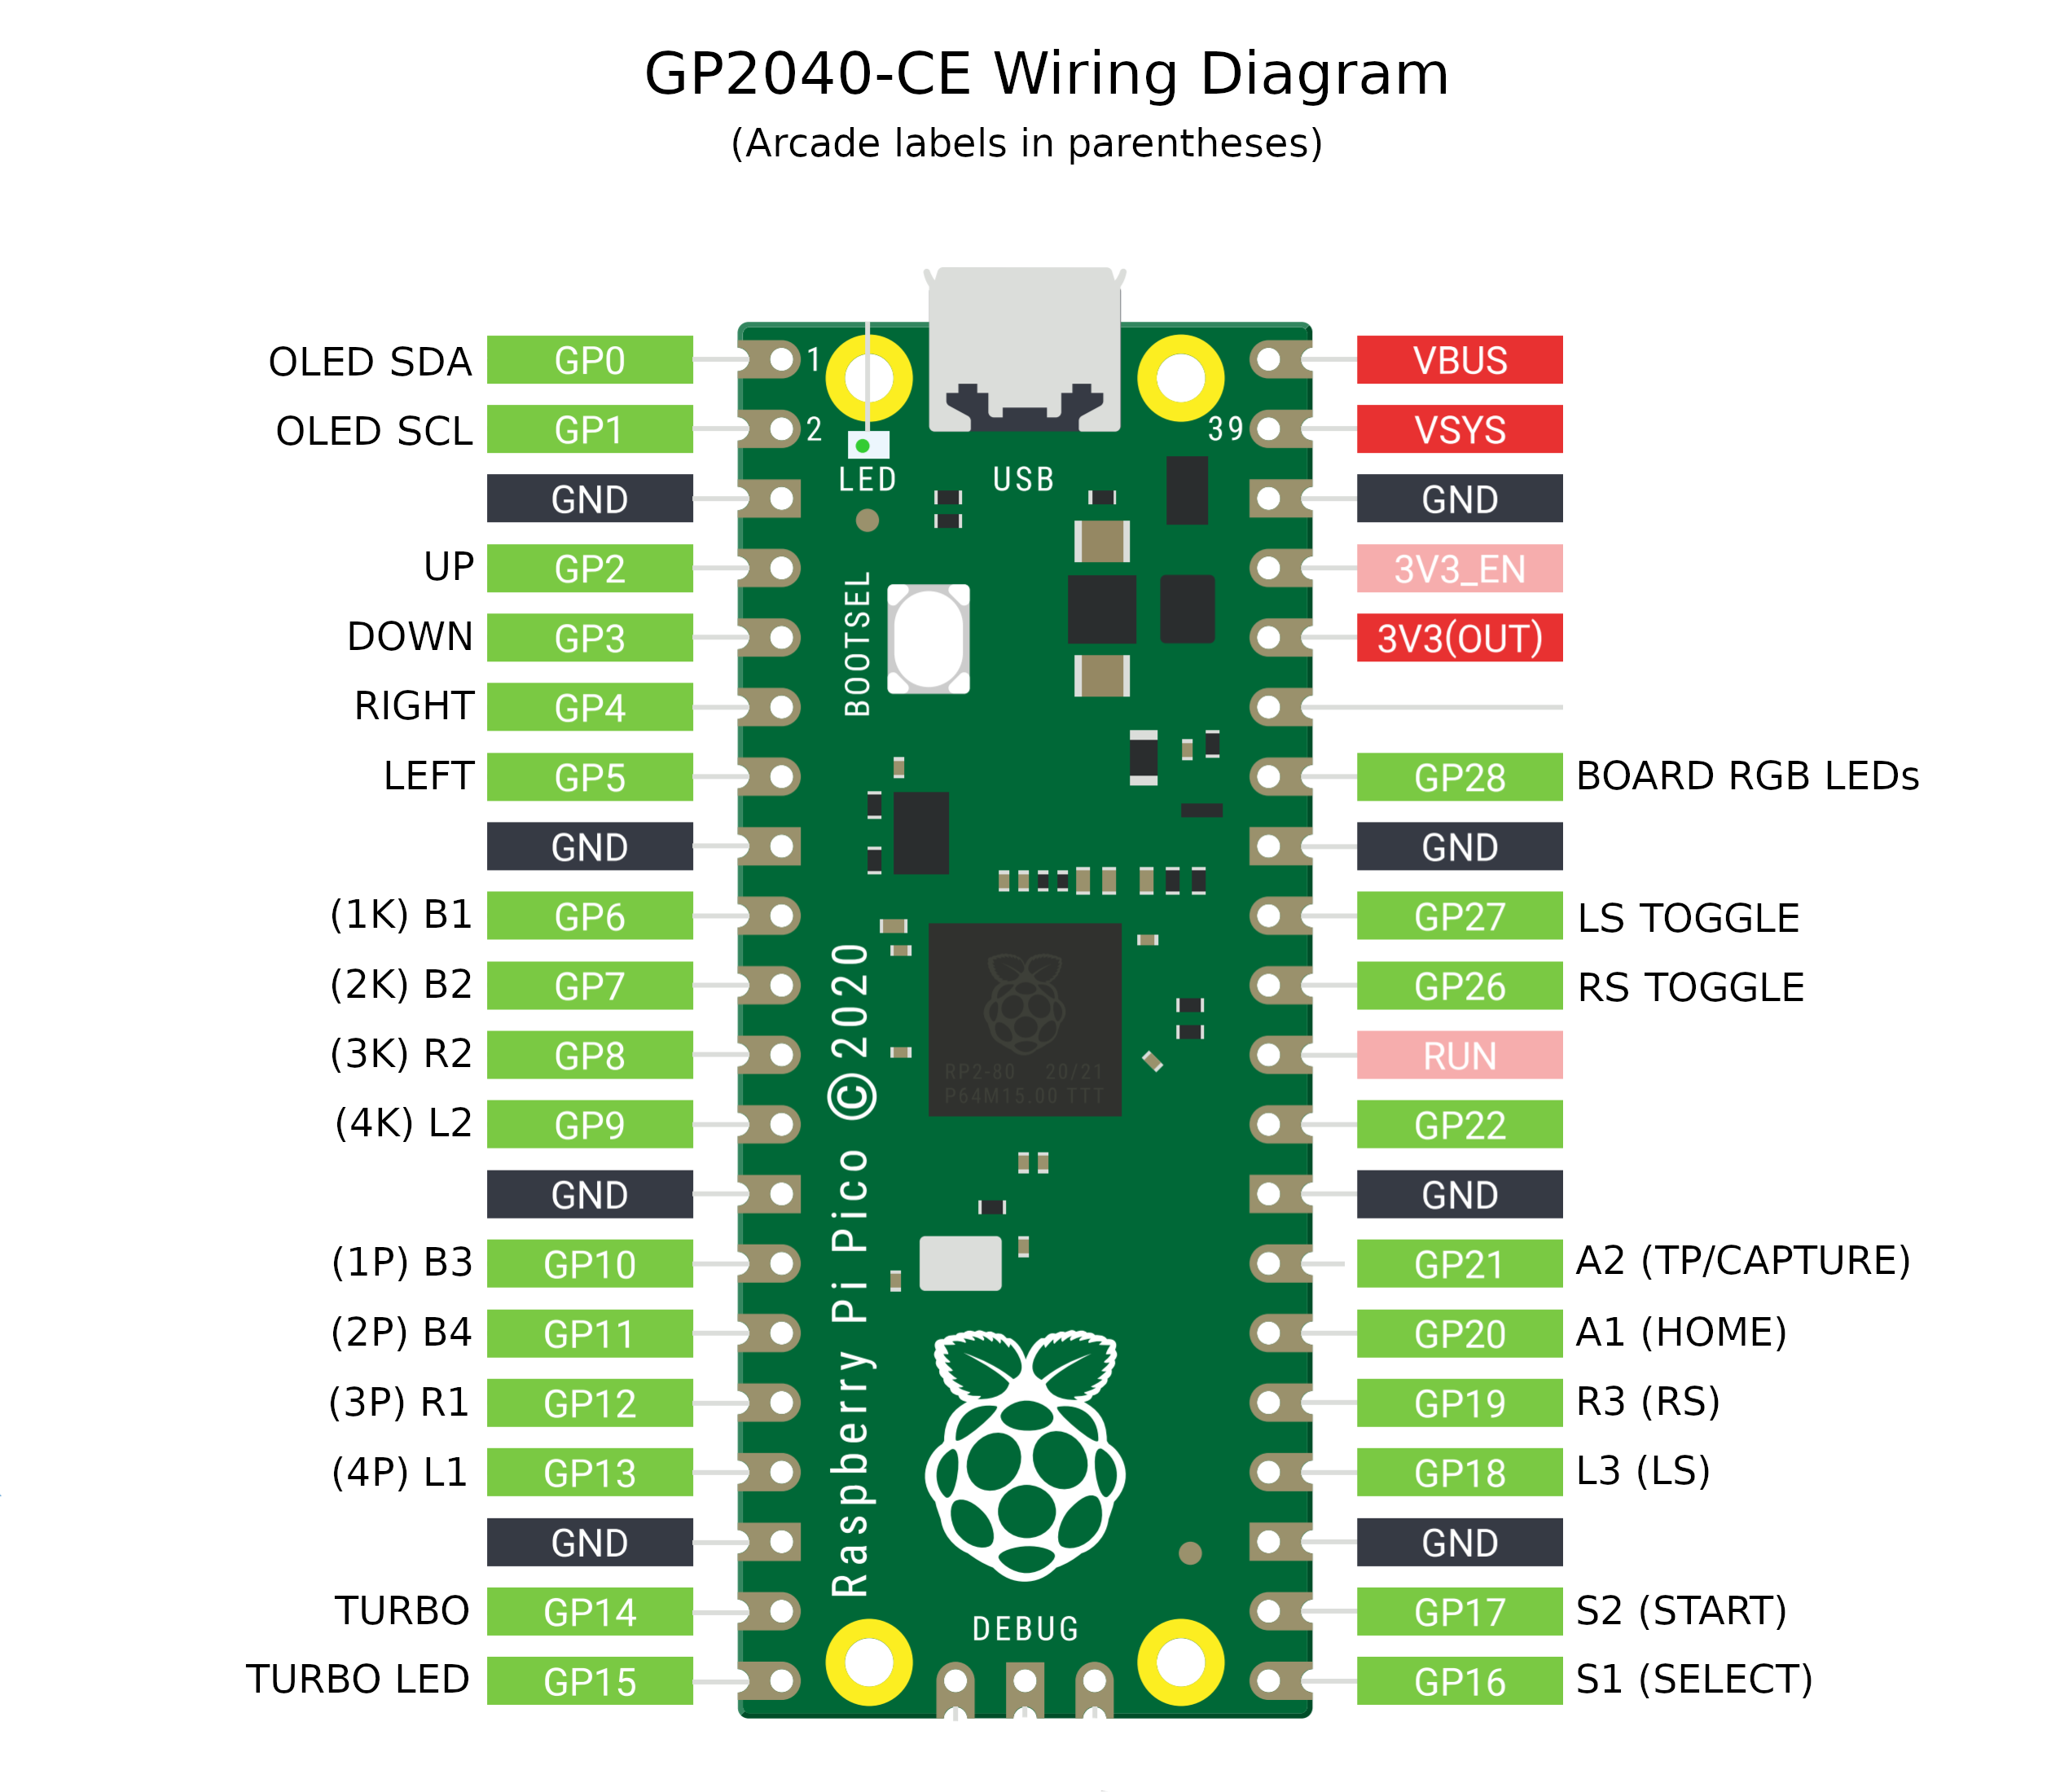 GP2040-CE Wiring Diagram
(Arcade labels in parentheses)
OLED SDA GP0 1 VBUS
OLED SCL GP1 2 39 VSYS
LED USB
GND GND
UP GP2 3V3_EN
DOWN GP3 3V3(OUT)
BOOTSEL
RIGHT GP4
LEFT GP5 GP28 BOARD RGB LEDs
GND GND
(1K) B1 GP6 GP27 LS TOGGLE
(2K) B2 GP7 GP26 RS TOGGLE
(3K) R2 GP8 RUN
RP2-80 20/21
P64M15.00 TTT
(4K) L2 GP9 GP22
GND GND
Raspberry Pi Pico ©2020
(1P) B3 GP10 GP21 A2 (TP/CAPTURE)
(2P) B4 GP11 GP20 A1 (HOME)
(3P) R1 GP12 GP19 R3 (RS)
(4P) L1 GP13 GP18 L3 (LS)
GND GND
TURBO GP14 GP17 S2 (START)
DEBUG
TURBO LED GP15 GP16 S1 (SELECT)